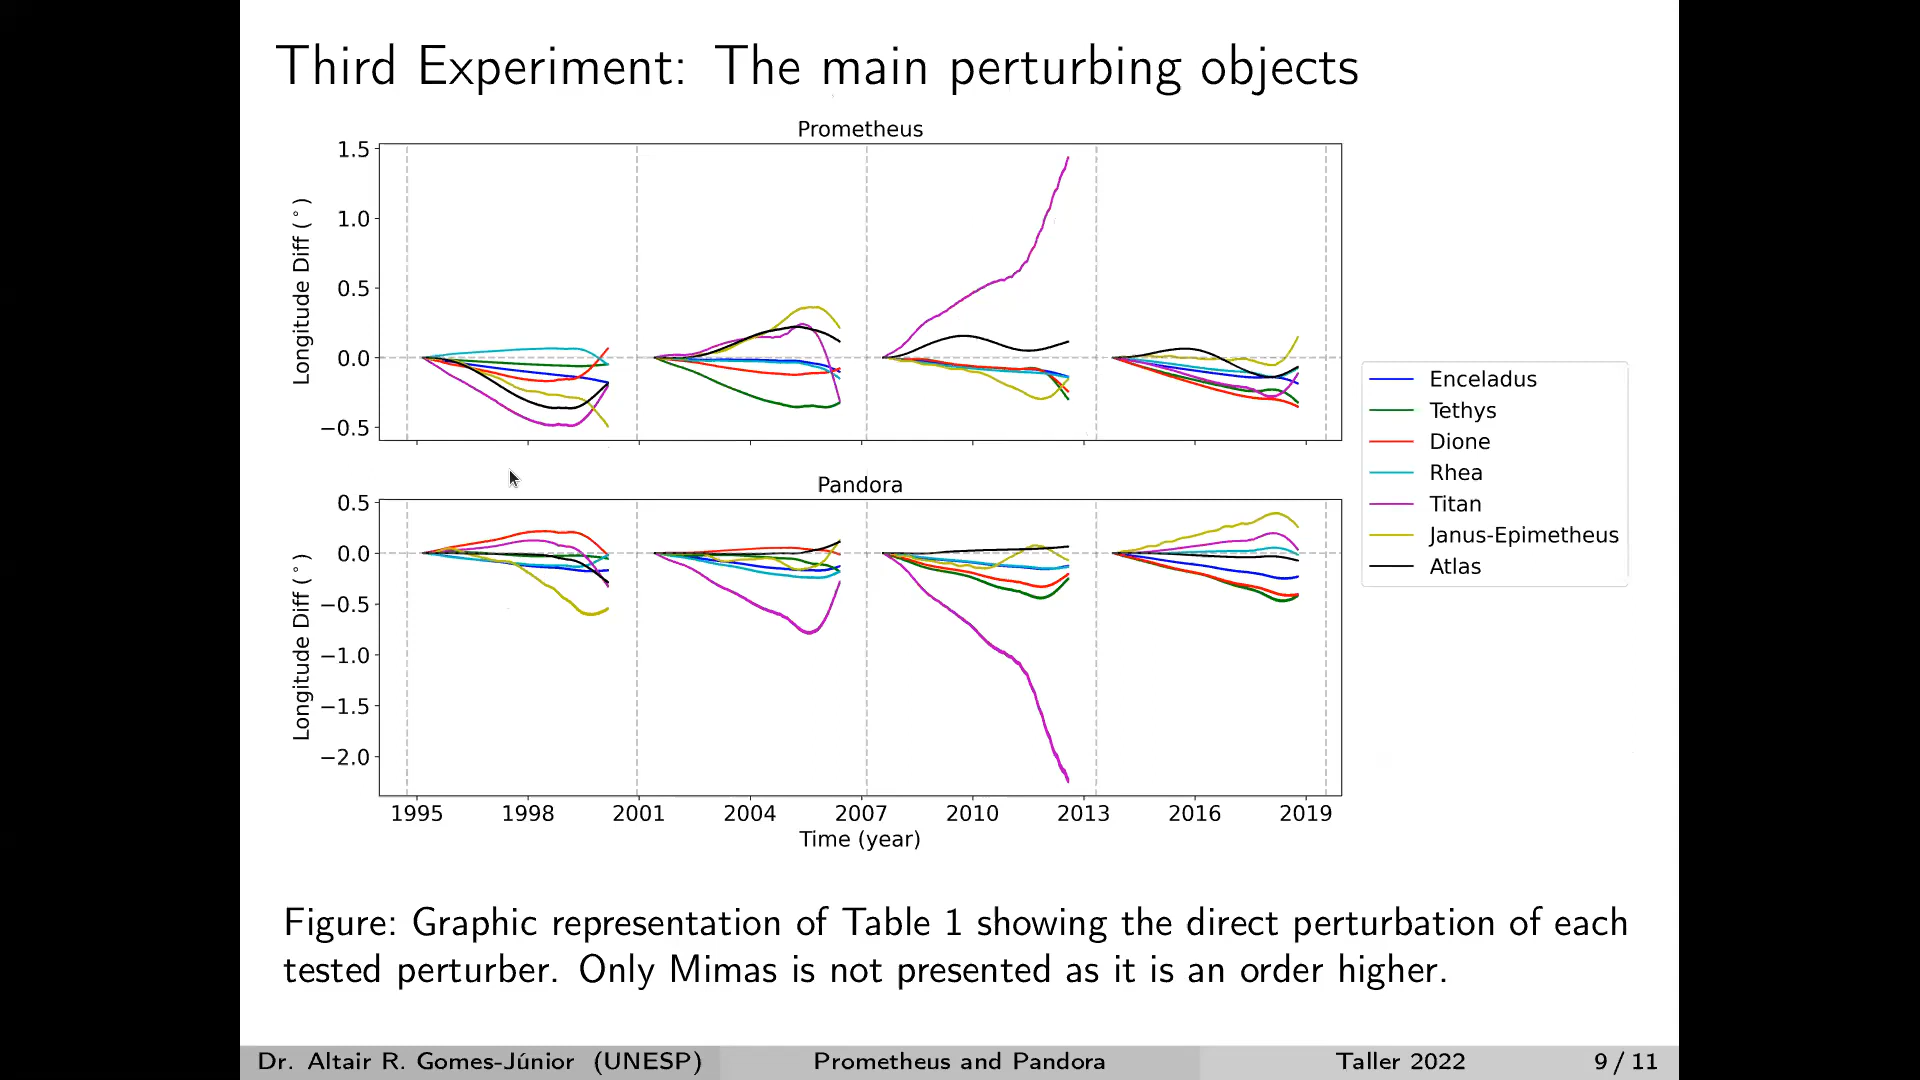 Third Experiment: The main perturbing objects
Prometheus
1.5
1.0
0.5
0.0
−0.5
Longitude Diff (°)
Pandora
0.5
0.0
−0.5
−1.0
−1.5
−2.0
Longitude Diff (°)
1995 1998 2001 2004 2007 2010 2013 2016 2019
Time (year)
Enceladus
Tethys
Dione
Rhea
Titan
Janus-Epimetheus
Atlas
Figure: Graphic representation of Table 1 showing the direct perturbation of each
tested perturber. Only Mimas is not presented as it is an order higher.
Dr. Altair R. Gomes-Júnior (UNESP) Prometheus and Pandora Taller 2022 9 / 11